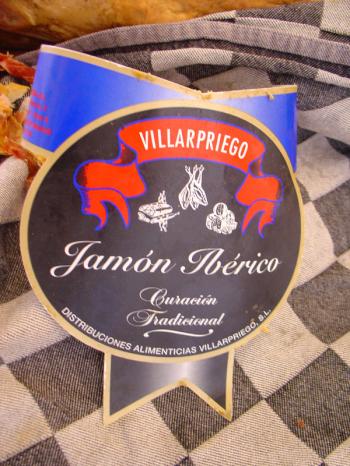 VILLARPRIEGO
Jamón Ibérico
Curación
Tradicional
DISTRIBUCIONES ALIMENTICIAS VILLARPRIEGO, S.L.